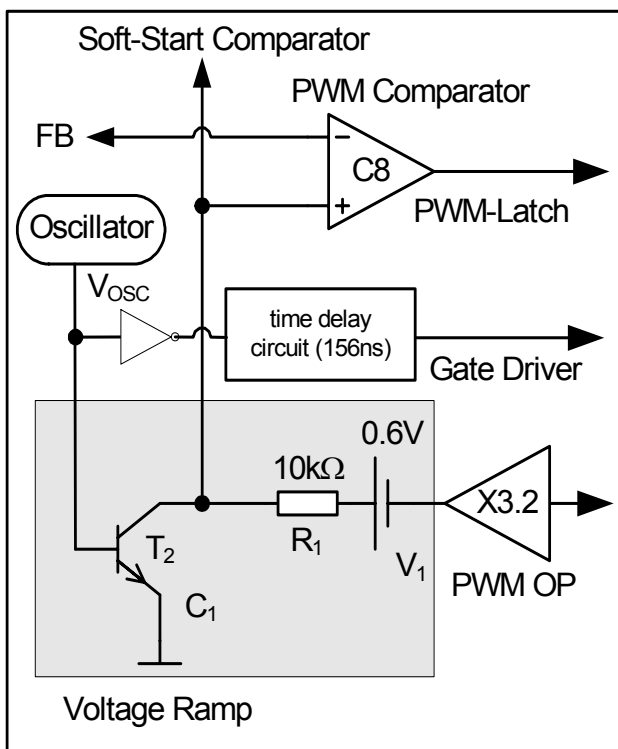 Soft-Start Comparator
PWM Comparator
FB
C8
Oscillator
PWM-Latch
VOSC
time delay
circuit (156ns)
Gate Driver
0.6V
10kΩ
X3.2
T2
R1
V1
PWM OP
C1
Voltage Ramp